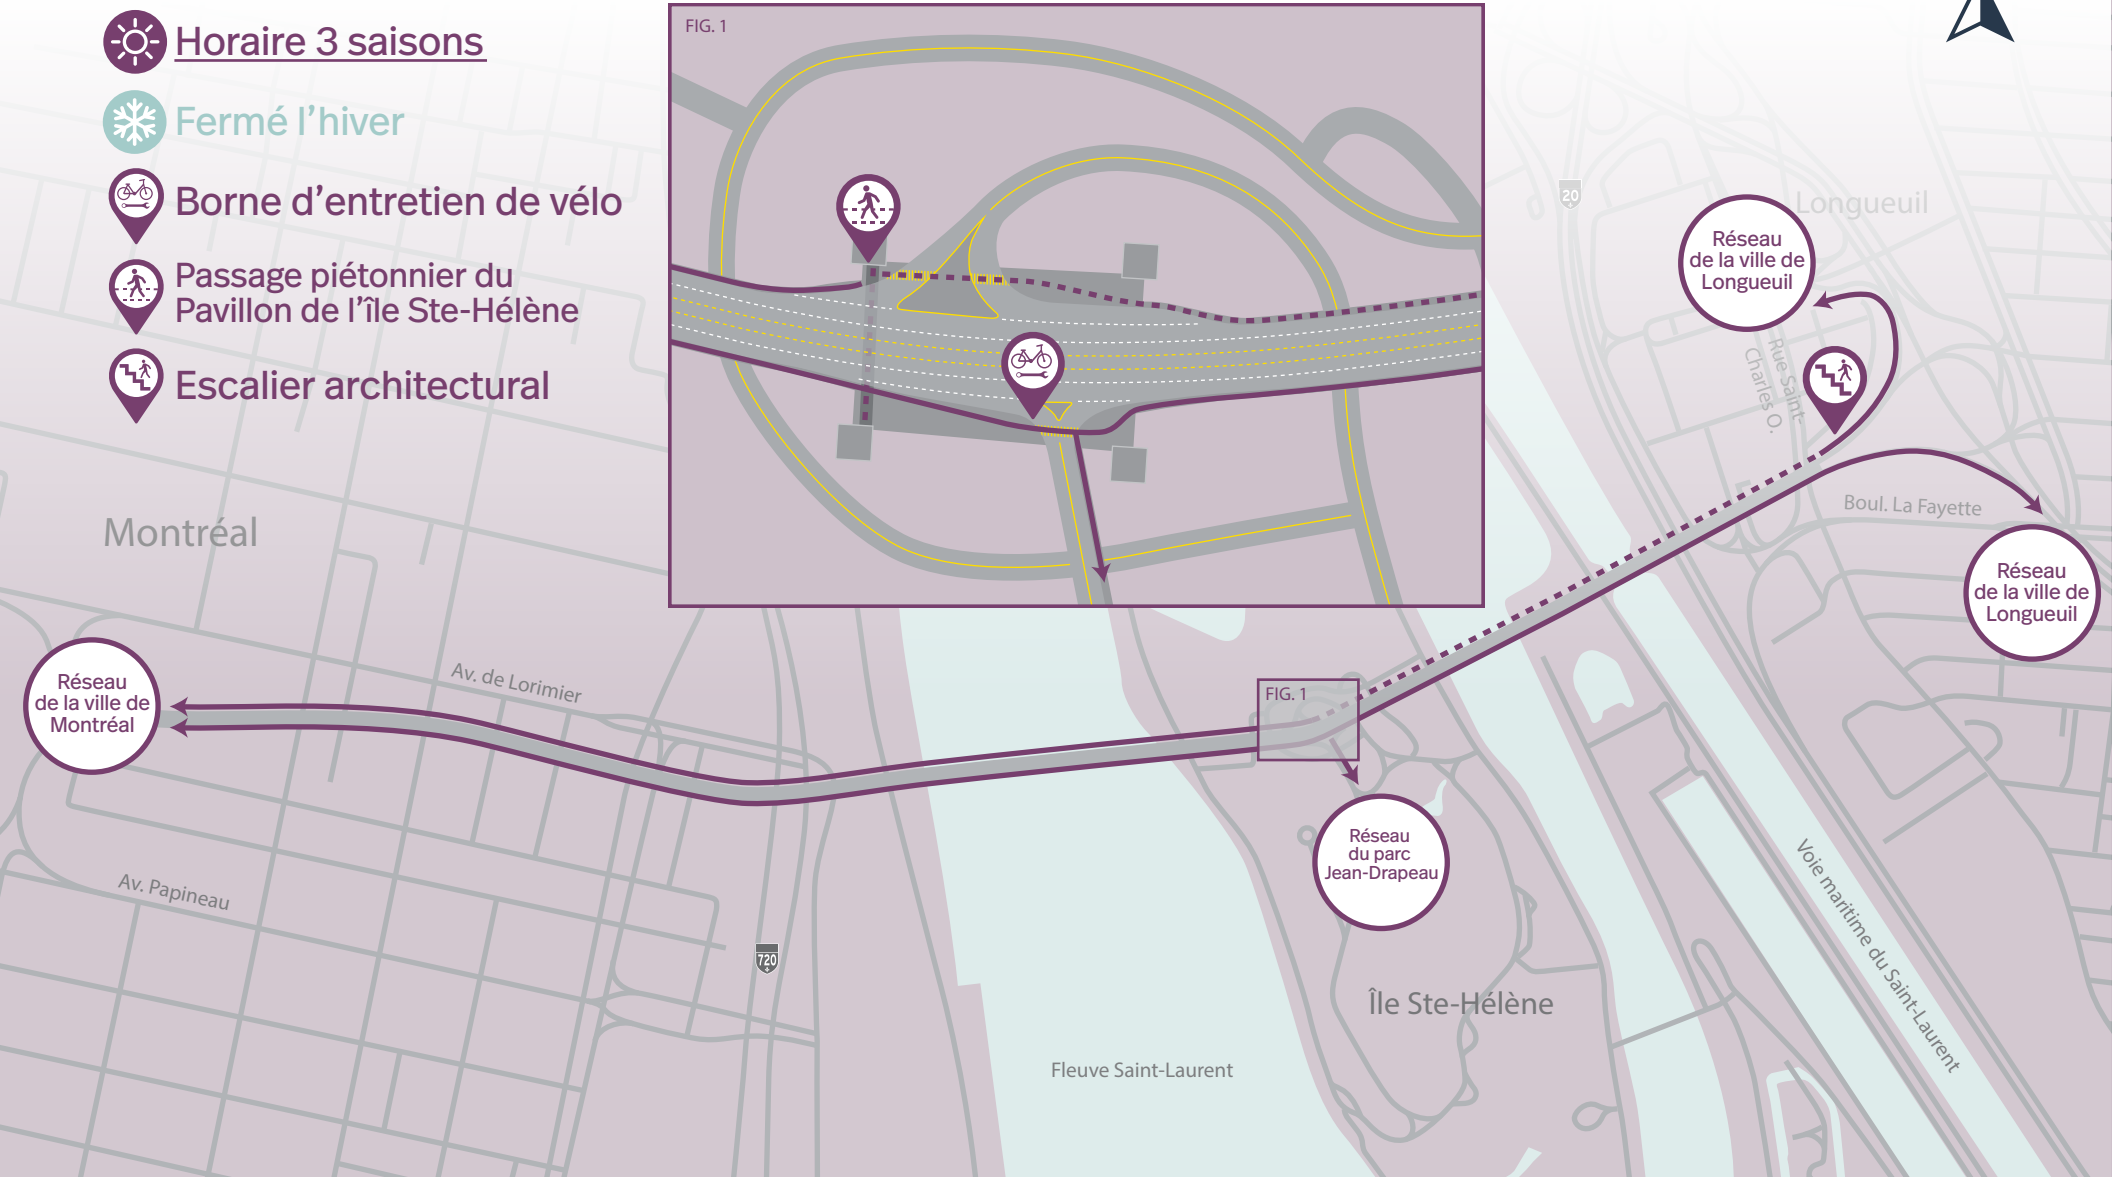 Horaire 3 saisons
Fermé l'hiver
Borne d'entretien de vélo
Passage piétonnier du
Pavillon de l'île Ste-Hélène
Escalier architectural
FIG. 1
20
Longueuil
Réseau
de la ville de
Longueuil
Rue Saint-
Charles O.
Boul. La Fayette
Réseau
de la ville de
Longueuil
Montréal
Réseau
de la ville de
Montréal
Av. de Lorimier
FIG. 1
Réseau
du parc
Jean-Drapeau
Av. Papineau
720
Voie maritime du Saint-Laurent
Île Ste-Hélène
Fleuve Saint-Laurent